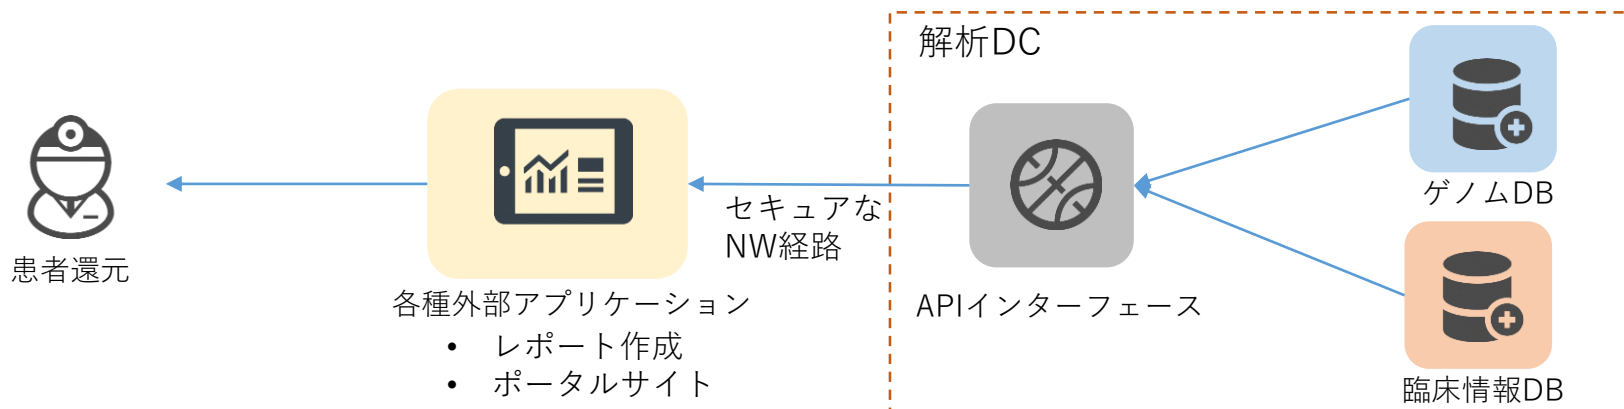 解析DC
ゲノムDB
セキュアな
NW経路
患者還元
各種外部アプリケーション
• レポート作成
• ポータルサイト
APIインターフェース
臨床情報DB